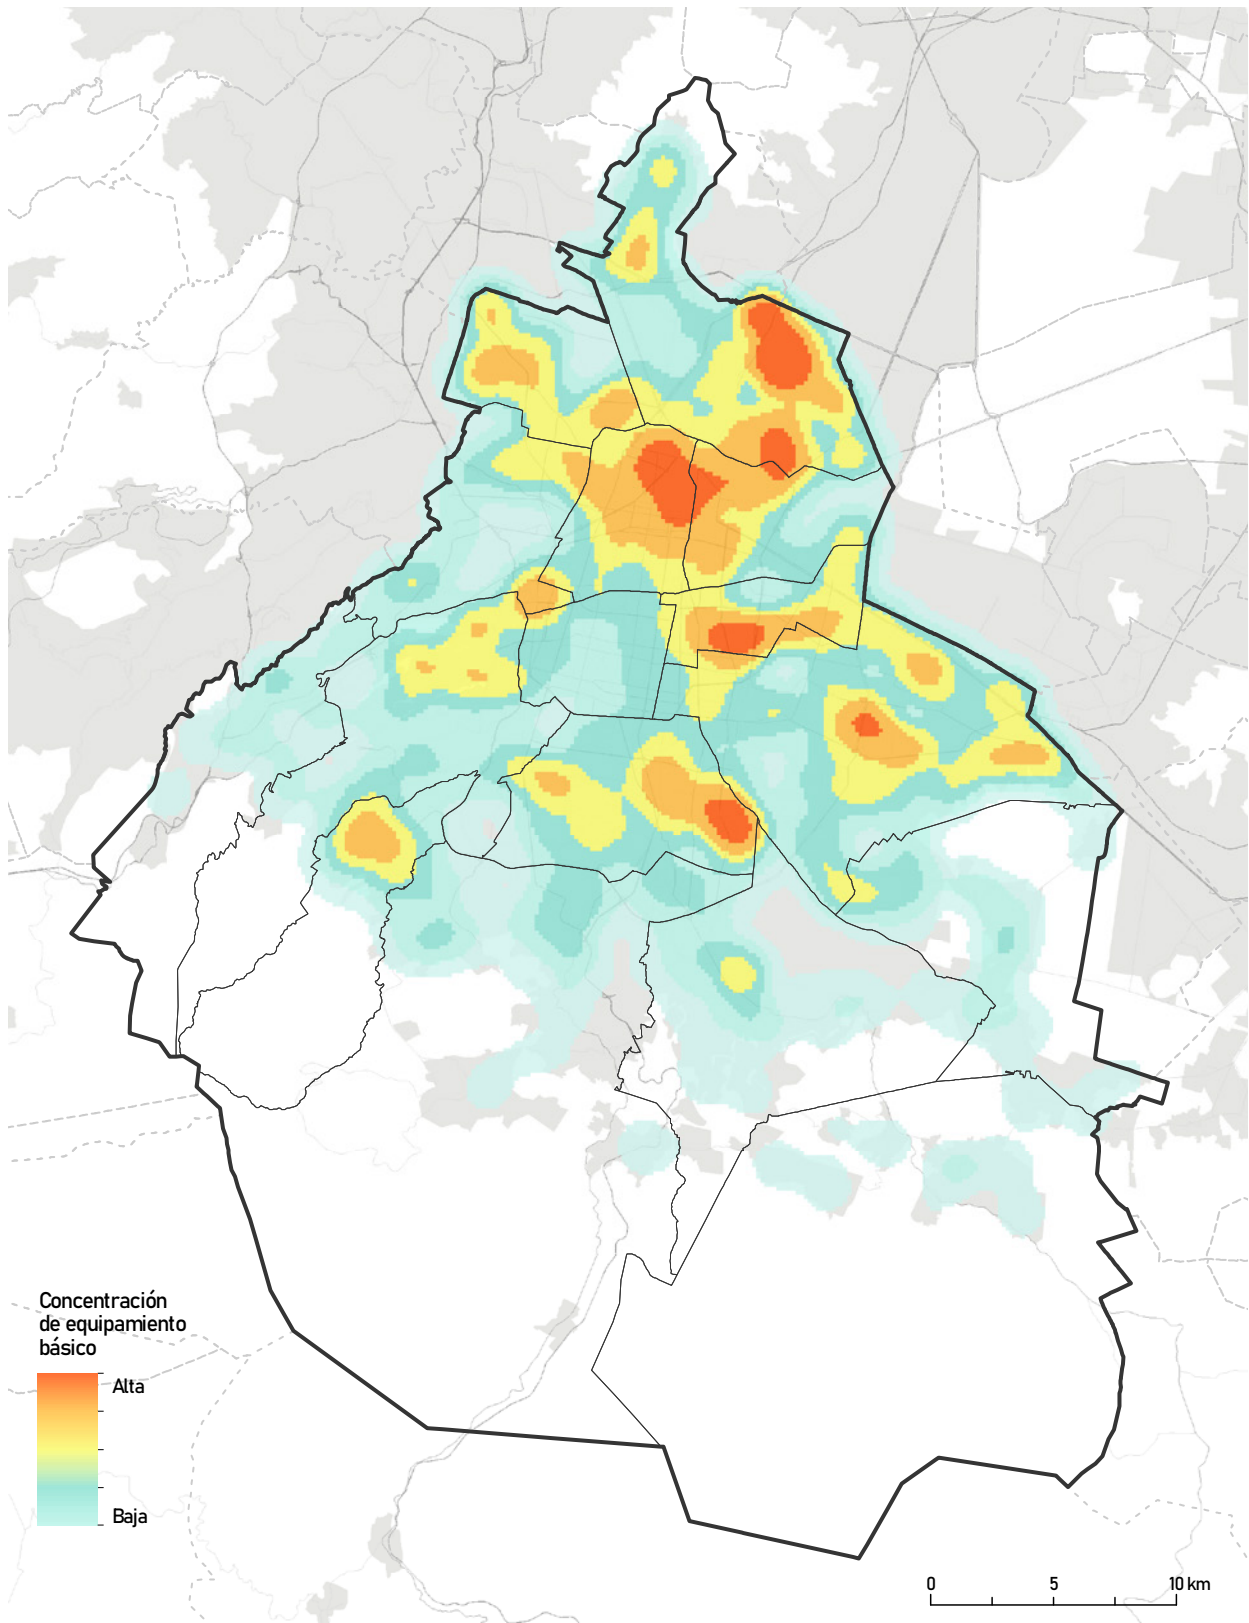 Concentración
de equipamiento
básico
Alta
Baja
0 5 10 km